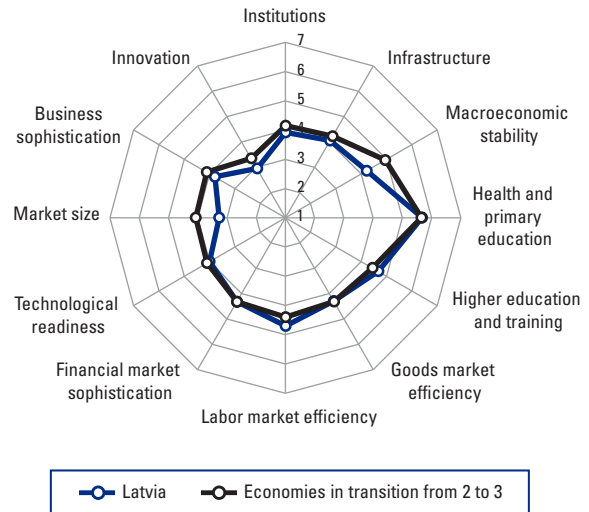 Institutions
7
6
5
4
3
2
1
Infrastructure
Macroeconomic
stability
Health and
primary
education
Higher education
and training
Goods market
efficiency
Labor market efficiency
Financial market
sophistication
Technological
readiness
Market size
Business
sophistication
Innovation
Latvia
Economies in transition from 2 to 3